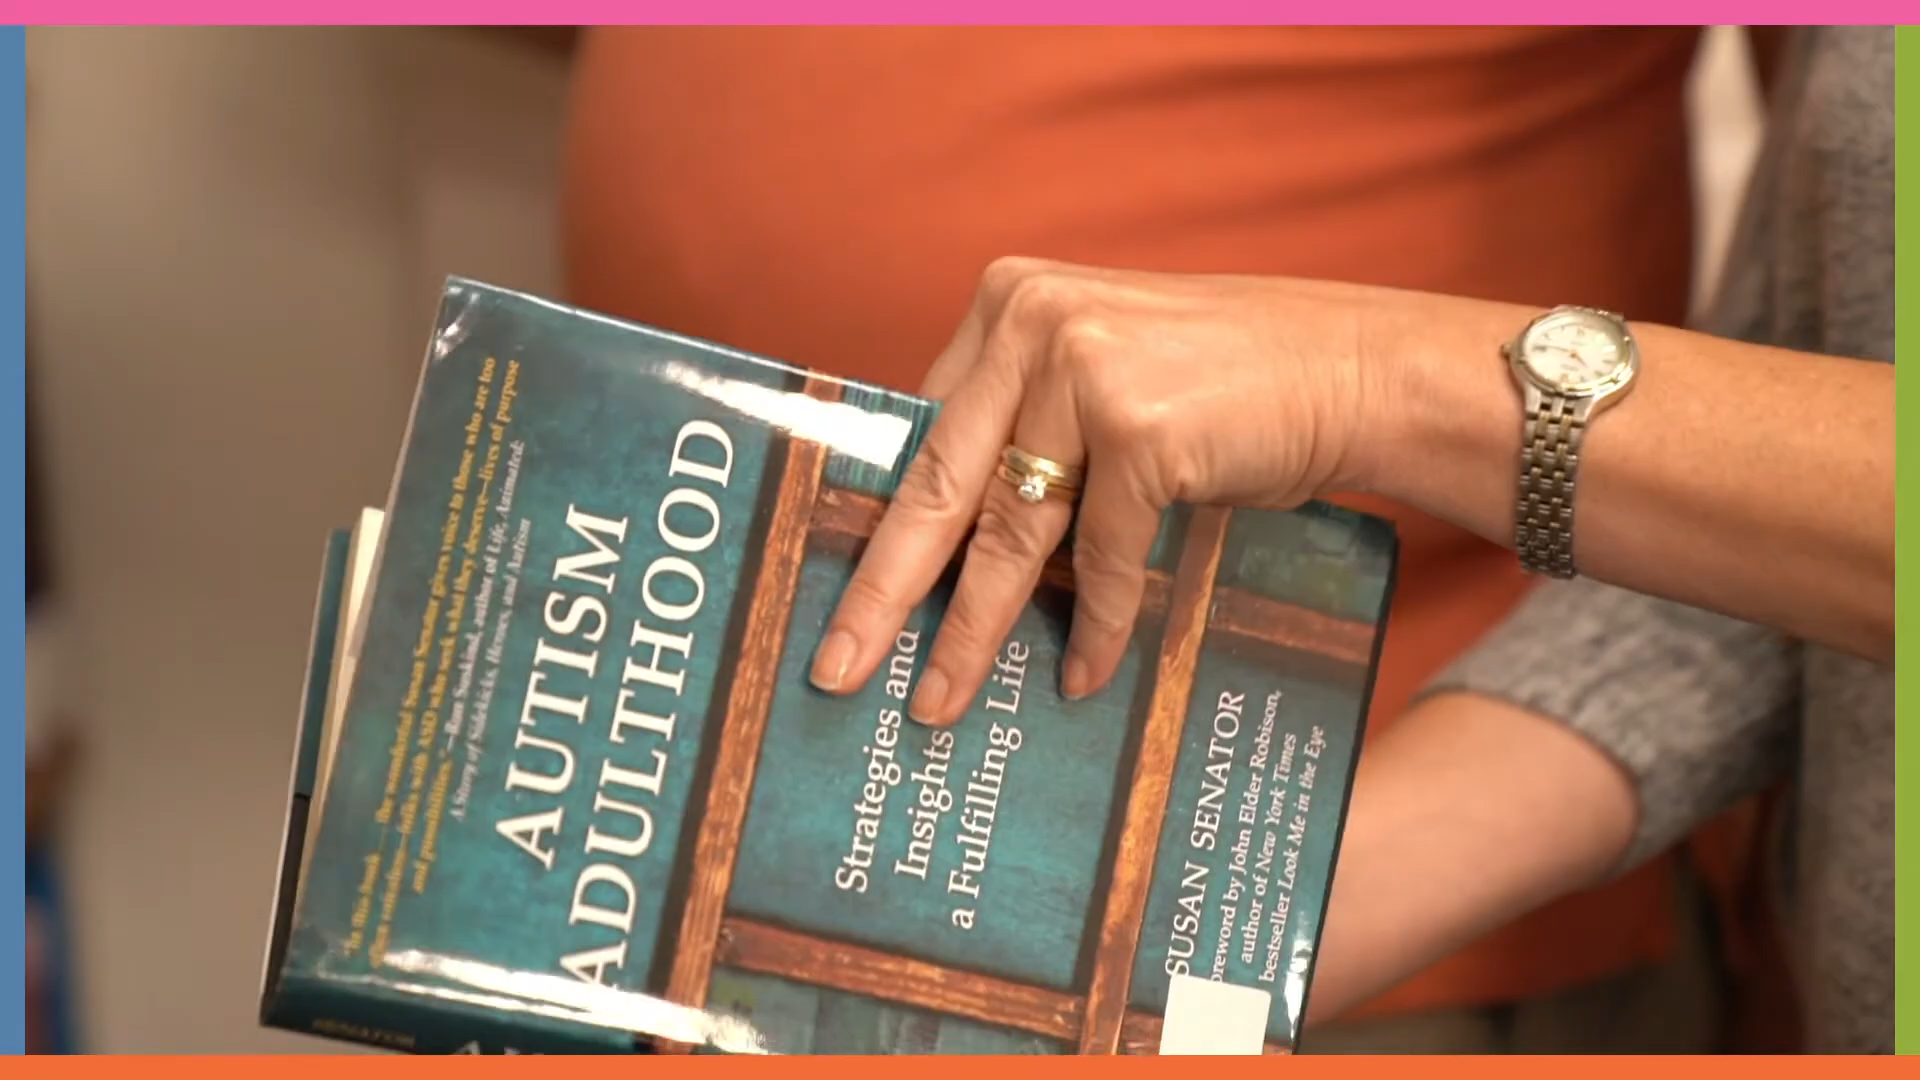 "In this book—the wonderful Susan Senator gives voice to those who are too
often voiceless—folks with ASD who seek what they deserve—lives of purpose
and possibilities."—Ron Suskind, author of Life, Animated:
A Story of Sidekicks, Heroes, and Autism
AUTISM
ADULTHOOD
Strategies and
Insights
a Fulfilling Life
SUSAN SENATOR
oreword by John Elder Robison,
author of New York Times
bestseller Look Me in the Eye